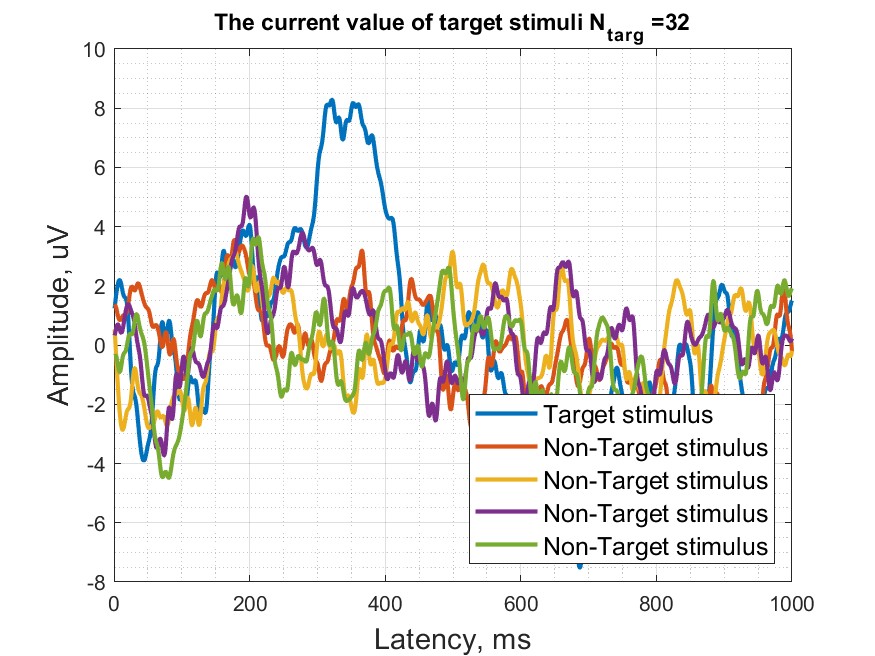 The current value of target stimuli N_targ =32
10
8
6
4
2
0
-2
-4
-6
-8
Amplitude, uV
Target stimulus
Non-Target stimulus
Non-Target stimulus
Non-Target stimulus
Non-Target stimulus
0 200 400 600 800 1000
Latency, ms